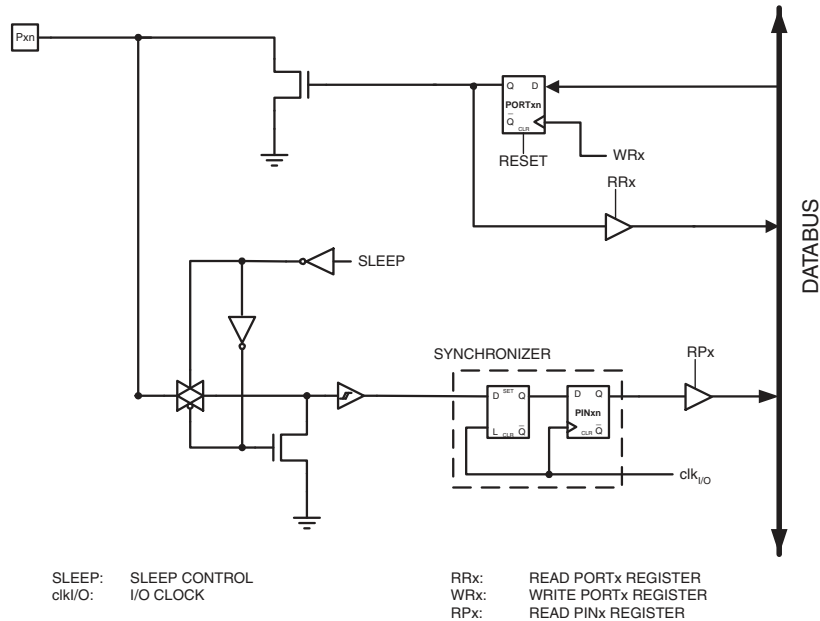 Pxn
Q D
PORTxn
Q
CLR
RESET
WRx
RRx
DATABUS
SLEEP
SYNCHRONIZER
RPx
D SET Q
L CLR Q
D Q
PINxn
CLR Q
clkI/O
SLEEP: SLEEP CONTROL
clkI/O: I/O CLOCK
RRx: READ PORTx REGISTER
WRx: WRITE PORTx REGISTER
RPx: READ PINx REGISTER